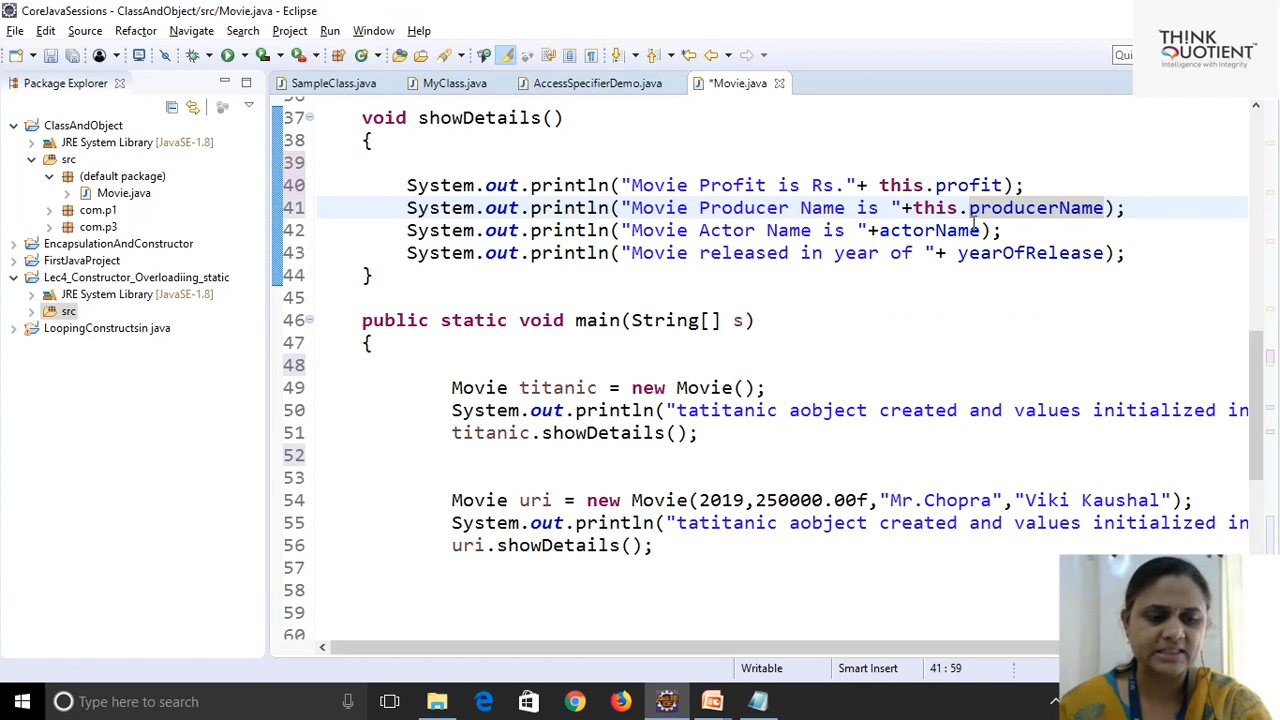 CoreJavaSessions - ClassAndObject/src/Movie.java - Eclipse
File Edit Source Refactor Navigate Search Project Run Window Help
THINK
QUOTIENT
Intelligence with Integrity
Qui
Package Explorer
SampleClass.java MyClass.java AccessSpecifierDemo.java *Movie.java
ClassAndObject
JRE System Library [JavaSE-1.8]
src
(default package)
Movie.java
com.p1
com.p3
EncapsulationAndConstructor
FirstJavaProject
Lec4_Constructor_Overloadiing_static
JRE System Library [JavaSE-1.8]
src
LoopingConstructsin java
37 void showDetails()
38 {
39
40 System.out.println("Movie Profit is Rs."+ this.profit);
41 System.out.println("Movie Producer Name is "+this.producerName);
42 System.out.println("Movie Actor Name is "+actorName);
43 System.out.println("Movie released in year of "+ yearOfRelease);
44 }
45
46 public static void main(String[] s)
47 {
48
49 Movie titanic = new Movie();
50 System.out.println("tatitanic aobject created and values initialized in
51 titanic.showDetails();
52
53
54 Movie uri = new Movie(2019,250000.00f,"Mr.Chopra","Viki Kaushal");
55 System.out.println("tatitanic aobject created and values initialized in
56 uri.showDetails();
57
58
59
60
Writable Smart Insert 41 : 59
Type here to search